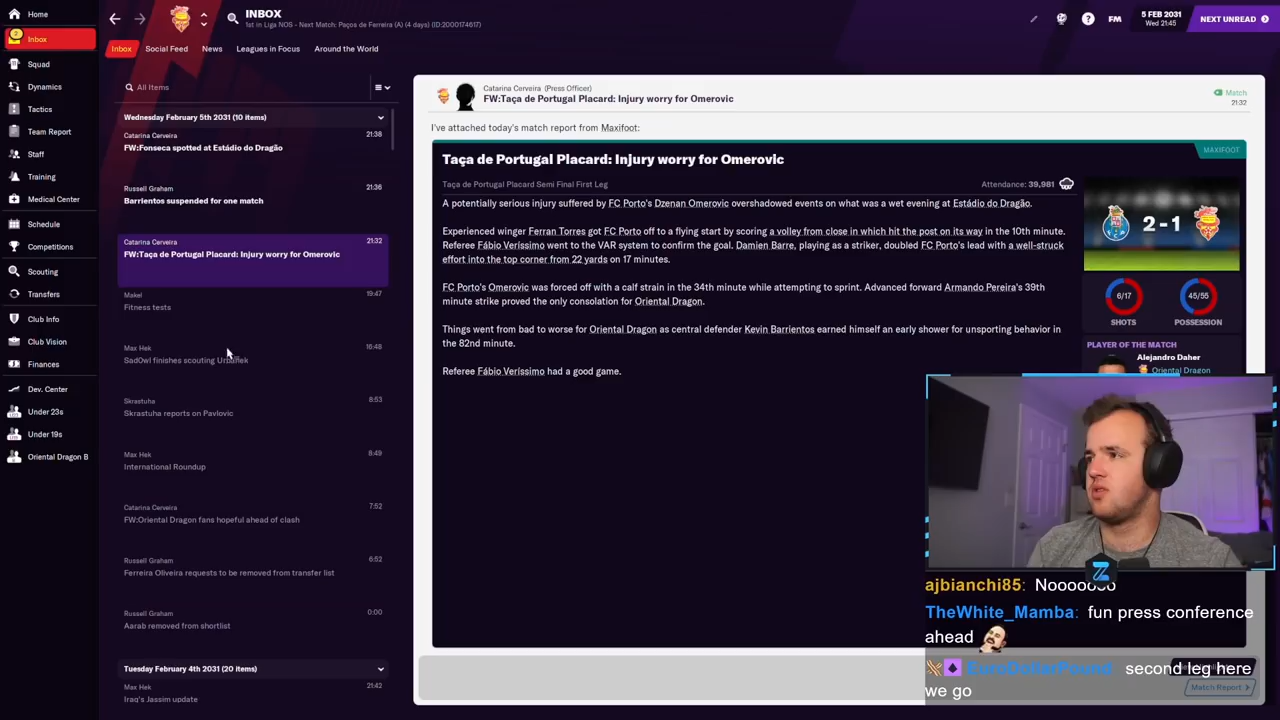 Home
2
Inbox
Squad
Dynamics
Tactics
Team Report
Staff
Training
Medical Center
Schedule
Competitions
Scouting
Transfers
Club Info
Club Vision
Finances
Dev. Center
Under 23s
Under 19s
Oriental Dragon B
INBOX
1st in Liga NOS - Next Match: Paços de Ferreira (A) (4 days) (ID:2000174617)
FM
5 FEB 2031
Wed 21:45
NEXT UNREAD
Inbox
Social Feed
News
Leagues in Focus
Around the World
All Items
Wednesday February 5th 2031 (10 items)
Catarina Cerveira
21:38
FW:Fonseca spotted at Estádio do Dragão
Russell Graham
21:36
Barrientos suspended for one match
Catarina Cerveira
21:32
FW:Taça de Portugal Placard: Injury worry for Omerovic
Makel
19:47
Fitness tests
Max Hek
16:48
SadOwl finishes scouting Urbanek
Skrastuha
8:53
Skrastuha reports on Pavlovic
Max Hek
8:49
International Roundup
Catarina Cerveira
7:52
FW:Oriental Dragon fans hopeful ahead of clash
Russell Graham
6:52
Ferreira Oliveira requests to be removed from transfer list
Russell Graham
0:00
Aarab removed from shortlist
Tuesday February 4th 2031 (20 items)
Max Hek
21:42
Iraq's Jassim update
Catarina Cerveira (Press Officer)
FW:Taça de Portugal Placard: Injury worry for Omerovic
Match
21:32
I've attached today's match report from Maxifoot:
Taça de Portugal Placard: Injury worry for Omerovic
MAXIFOOT
Taça de Portugal Placard Semi Final First Leg
Attendance: 39,981
A potentially serious injury suffered by FC Porto's Dzenan Omerovic overshadowed events on what was a wet evening at Estádio do Dragão.
Experienced winger Ferran Torres got FC Porto off to a flying start by scoring a volley from close in which hit the post on its way in the 10th minute.
Referee Fábio Veríssimo went to the VAR system to confirm the goal. Damien Barre, playing as a striker, doubled FC Porto's lead with a well-struck
effort into the top corner from 22 yards on 17 minutes.
FC Porto's Omerovic was forced off with a calf strain in the 34th minute while attempting to sprint. Advanced forward Armando Pereira's 39th
minute strike proved the only consolation for Oriental Dragon.
Things went from bad to worse for Oriental Dragon as central defender Kevin Barrientos earned himself an early shower for unsporting behavior in
the 82nd minute.
Referee Fábio Veríssimo had a good game.
2 - 1
6/17
SHOTS
45/55
POSSESSION
PLAYER OF THE MATCH
Alejandro Daher
Oriental Dragon
ajbianchi85: Nooooooo
TheWhite_Mamba: fun press conference
ahead
EuroDollarPound: second leg here
we go
Match Report